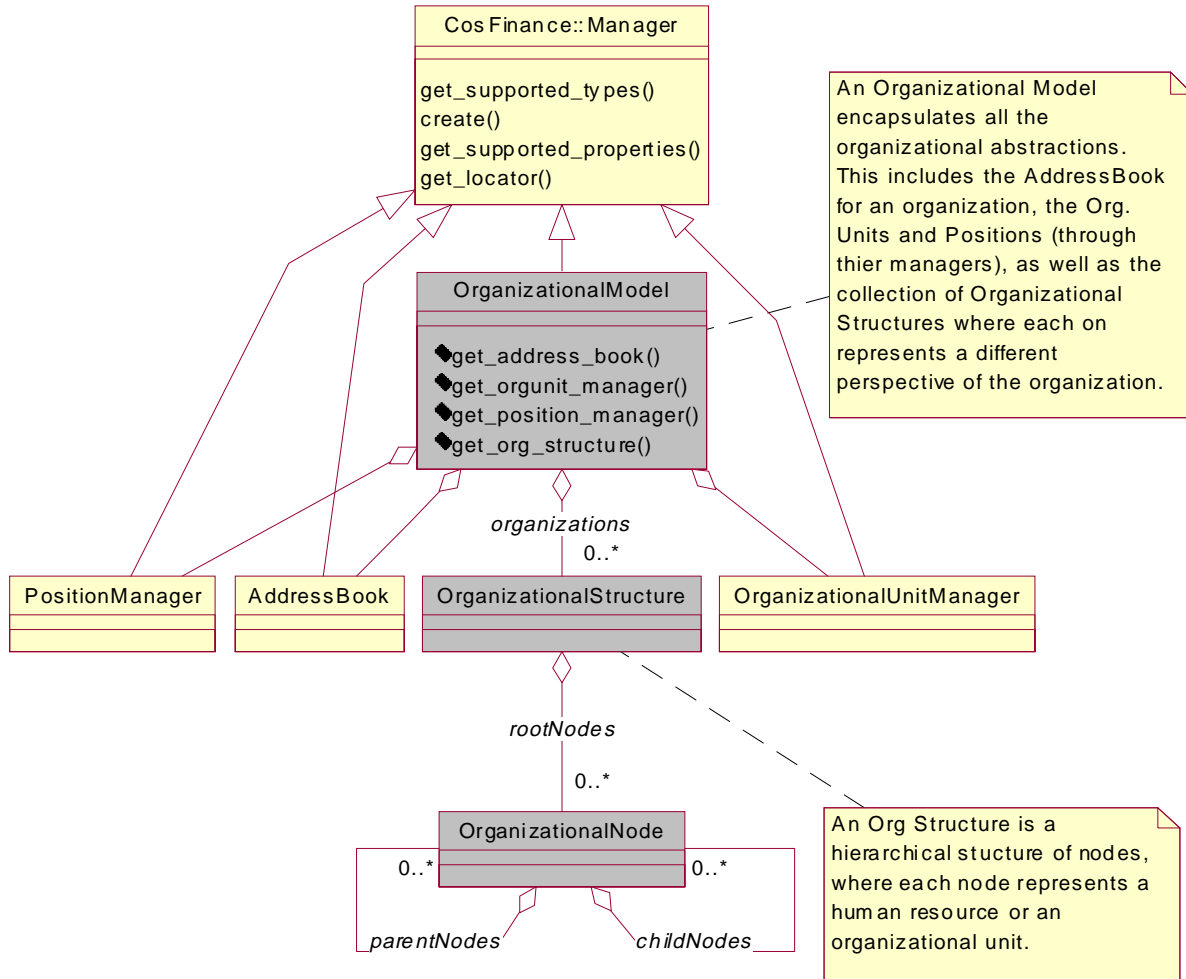 CosFinance::Manager
get_supported_types()
create()
get_supported_properties()
get_locator()
An Organizational Model
encapsulates all the
organizational abstractions.
This includes the AddressBook
for an organization, the Org.
Units and Positions (through
thier managers), as well as the
collection of Organizational
Structures where each on
represents a different
perspective of the organization.
OrganizationalModel
get_address_book()
get_orgunit_manager()
get_position_manager()
get_org_structure()
organizations
0..*
PositionManager
AddressBook
OrganizationalStructure
OrganizationalUnitManager
rootNodes
0..*
OrganizationalNode
0..*
0..*
parentNodes
childNodes
An Org Structure is a
hierarchical stucture of nodes,
where each node represents a
human resource or an
organizational unit.